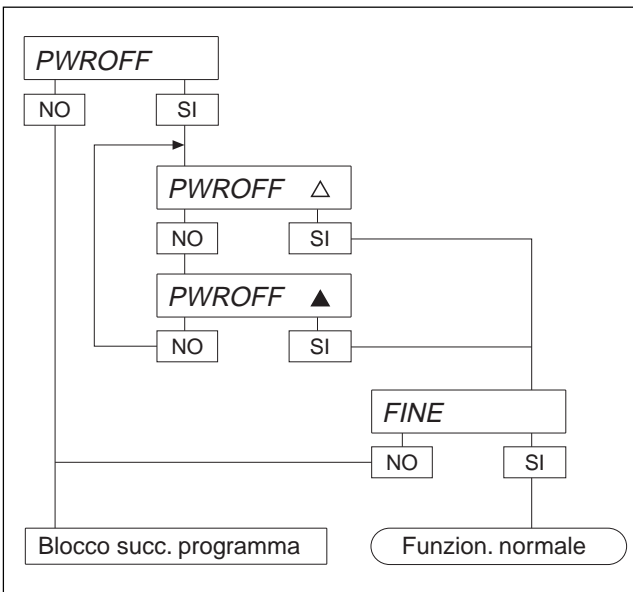 PWROFF
NO SI
PWROFF △
NO SI
PWROFF ▲
NO SI
FINE
NO SI
Blocco succ. programma Funzion. normale